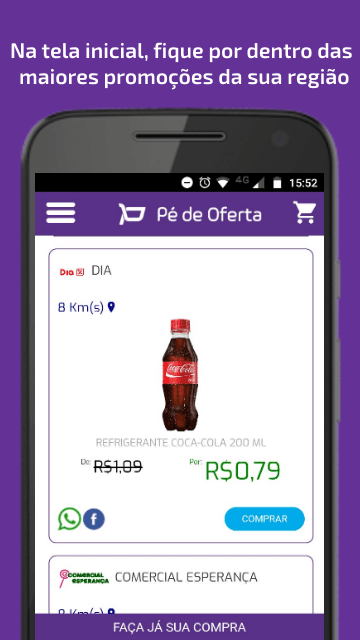 Na tela inicial, fique por dentro das
maiores promoções da sua região
4G 15:52
Pé de Oferta
Dia DIA
8 Km(s)
Coca-Cola
REFRIGERANTE COCA-COLA 200 ML
De: R$1,09 Por: R$0,79
COMPRAR
COMERCIAL ESPERANÇA COMERCIAL ESPERANÇA
8 Km(s)
FAÇA JÁ SUA COMPRA